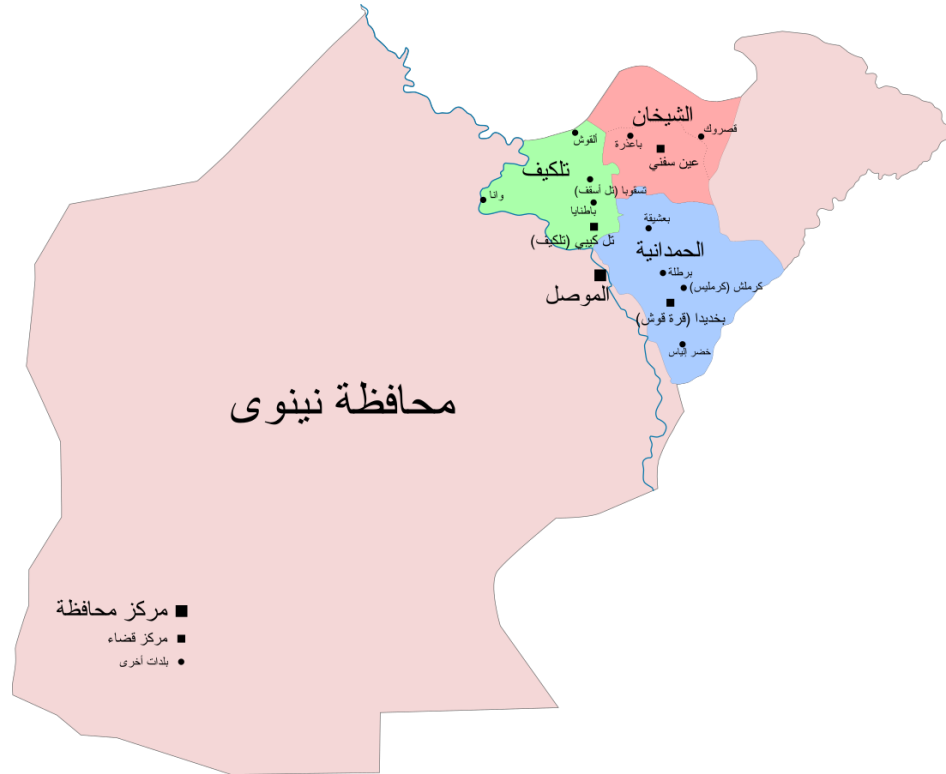 الشيخان
قصروك
باعذرة
عين سفني
ألقوش
تلكيف
تسقوبا (تل أسقف)
وانا
باطنايا
تل كيبي (تلكيف)
بعشيقة
الحمدانية
برطلة
كرملش (كرمليس)
بخديدا (قرة قوش)
خضر إلياس
الموصل
محافظة نينوى
مركز محافظة
مركز قضاء
بلدات أخرى